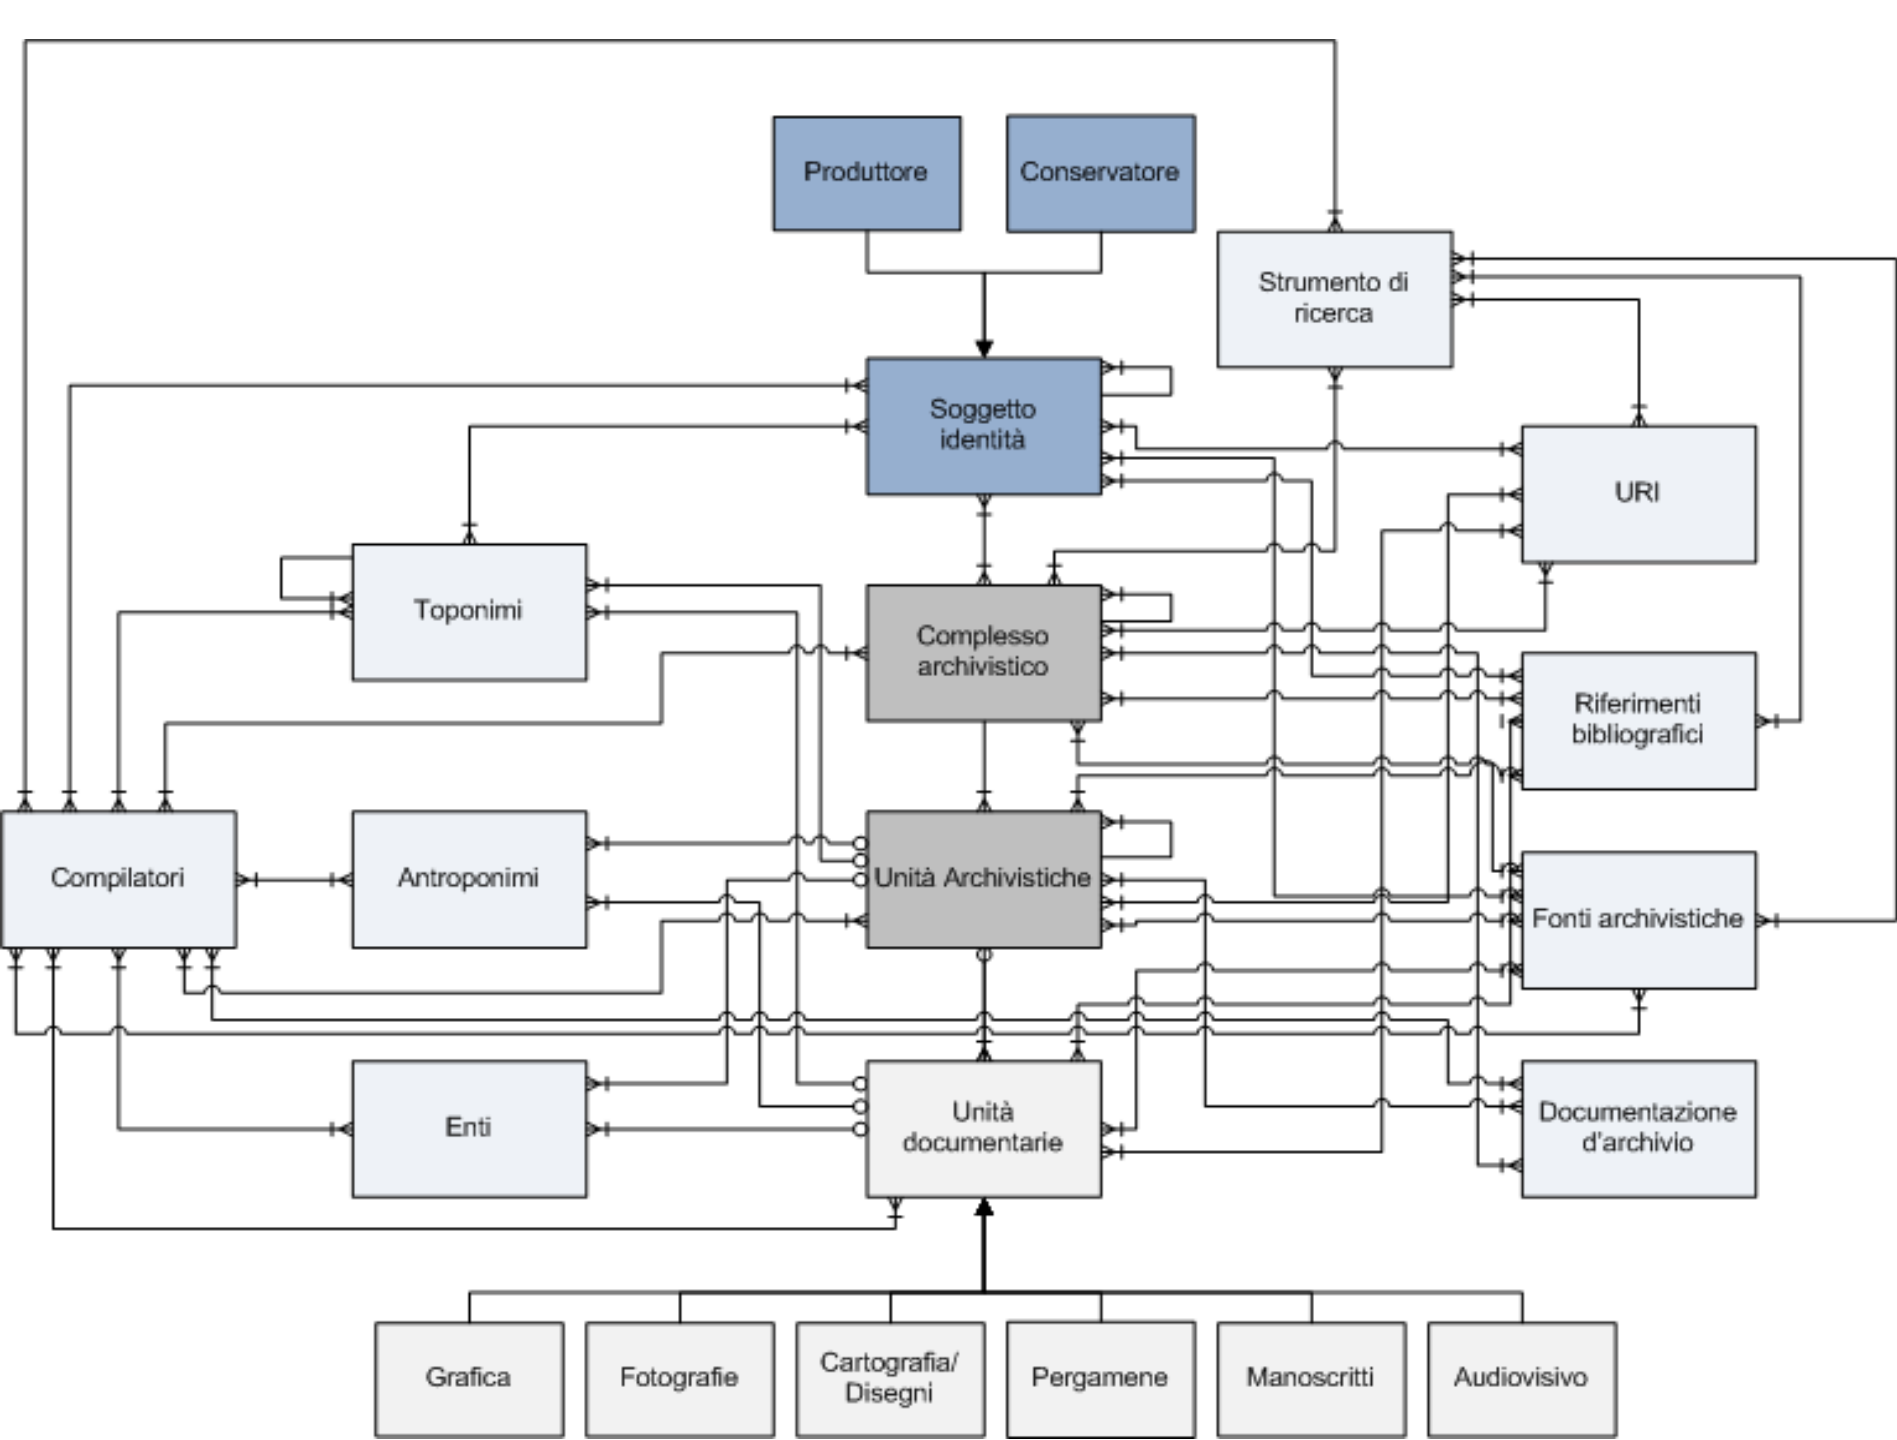 Produttore
Conservatore
Strumento di
ricerca
Soggetto
identità
URI
Toponimi
Complesso
archivistico
Riferimenti
bibliografici
Compilatori
Antroponimi
Unità Archivistiche
Fonti archivistiche
Enti
Unità
documentarie
Documentazione
d'archivio
Grafica
Fotografie
Cartografia/
Disegni
Pergamene
Manoscritti
Audiovisivo